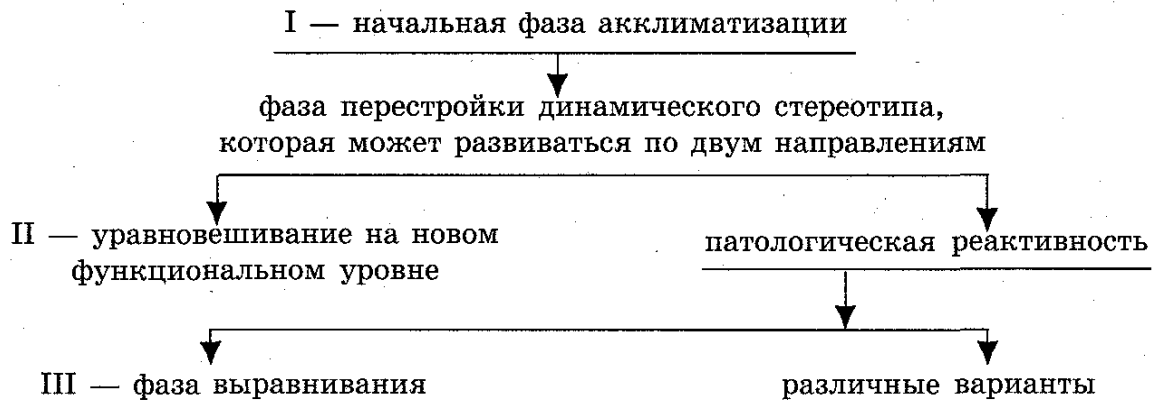 I — начальная фаза акклиматизации
фаза перестройки динамического стереотипа,
которая может развиваться по двум направлениям
II — уравновешивание на новом
функциональном уровне
патологическая реактивность
III — фаза выравнивания
различные варианты